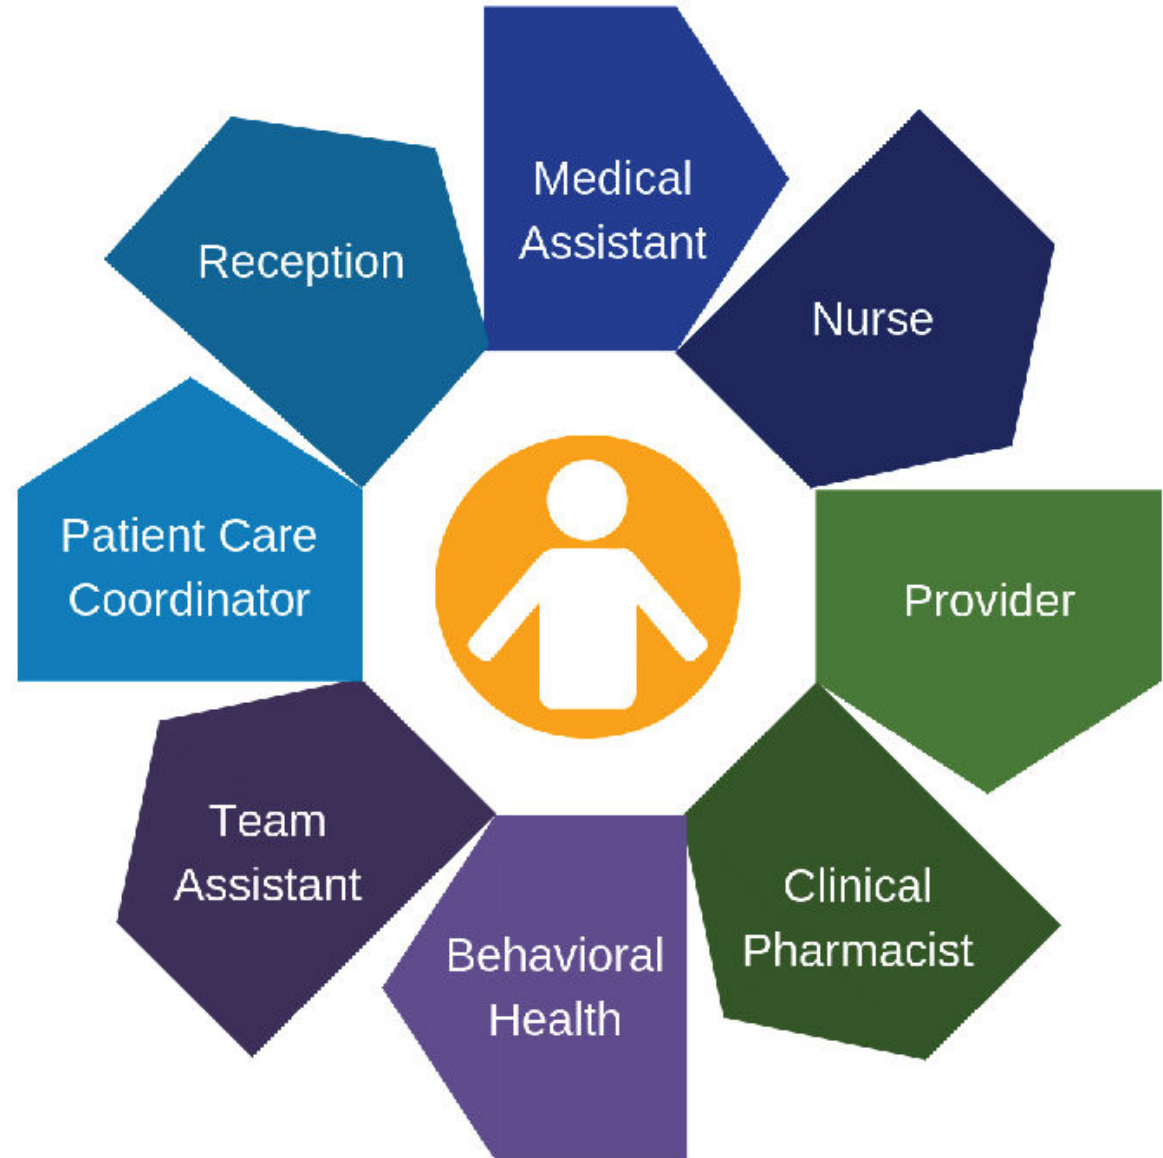 Medical
Assistant
Nurse
Provider
Clinical
Pharmacist
Behavioral
Health
Team
Assistant
Patient Care
Coordinator
Reception